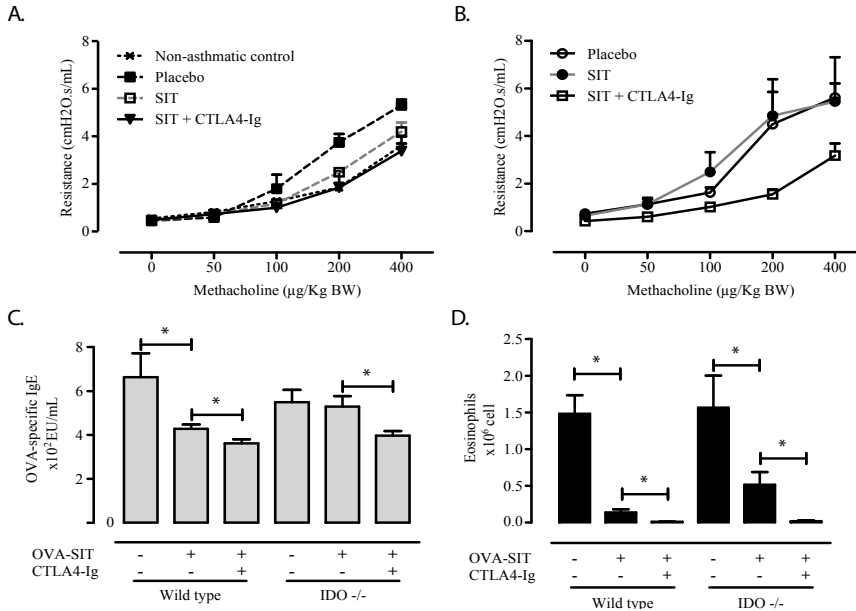 A.
8
6
4
2
0
Resistance (cmH2O.s/mL)
Non-asthmatic control
Placebo
SIT
SIT + CTLA4-Ig
0 50 100 200 400
Methacholine (µg/Kg BW)
B.
8
6
4
2
0
Resistance (cmH2O.s/mL)
Placebo
SIT
SIT + CTLA4-Ig
0 50 100 200 400
Methacholine (µg/Kg BW)
C.
8
6
4
2
0
OVA-specific IgE
x10² EU/mL
* * *
OVA-SIT - + + - + +
CTLA4-Ig - - + - - +
Wild type IDO -/-
D.
2.5
2.0
1.5
1.0
0.5
0.0
Eosinophils
x10⁶ cell
* * * *
OVA-SIT - + + - + +
CTLA4-Ig - - + - - +
Wild type IDO -/-